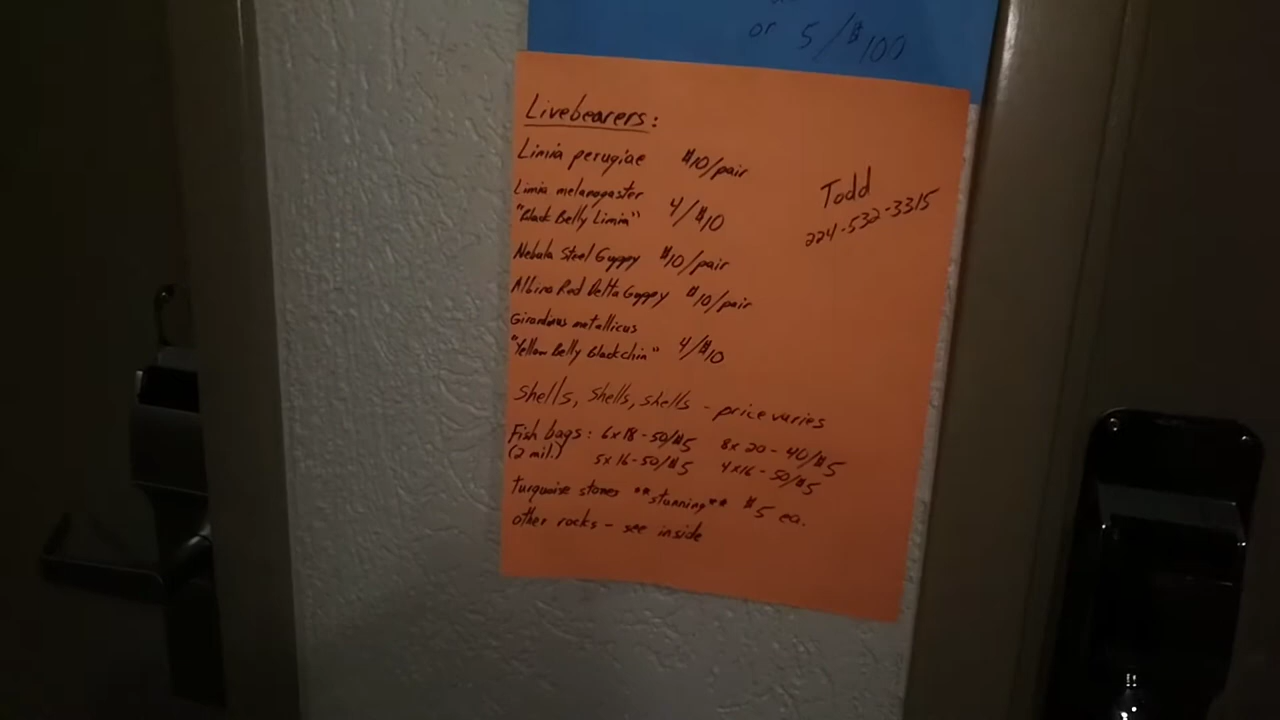 or 5/$100
Livebearers:
Limia perugiae $10/pair
Limia melanogaster
"Black Belly Limia" 4/$10
Nebula Steel Guppy $10/pair
Albino Red Delta Guppy $10/pair
Girardinus metallicus
"Yellow Belly Blackchin" 4/$10
Shells, Shells, shells - price varies
Fish bags: 6x18-50/$5 8x20-40/$5
(2 mil.) 5x16-50/$5 4x16-50/$5
Turquoise stones **stunning** $5 ea.
other rocks - see inside
Todd
224-532-3315